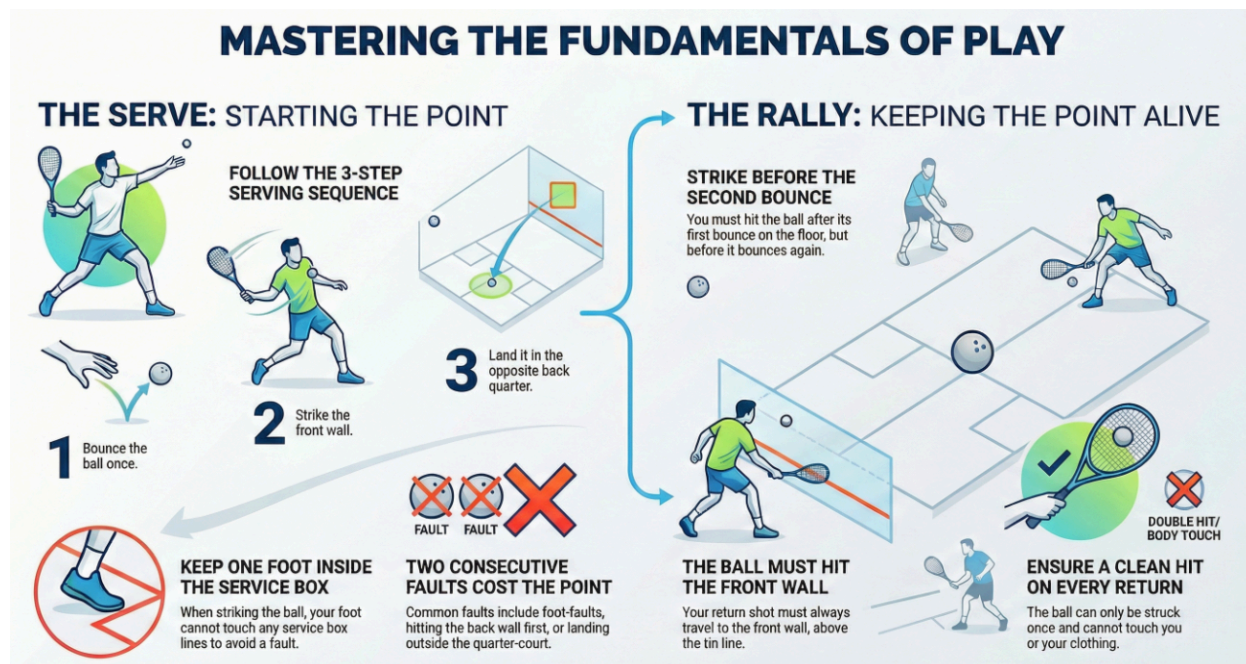 MASTERING THE FUNDAMENTALS OF PLAY
THE SERVE: STARTING THE POINT
FOLLOW THE 3-STEP
SERVING SEQUENCE
1 Bounce the
ball once.
2 Strike the
front wall.
3 Land it in the
opposite back
quarter.
KEEP ONE FOOT INSIDE
THE SERVICE BOX
When striking the ball, your foot
cannot touch any service box
lines to avoid a fault.
FAULT FAULT
TWO CONSECUTIVE
FAULTS COST THE POINT
Common faults include foot-faults,
hitting the back wall first, or landing
outside the quarter-court.
THE RALLY: KEEPING THE POINT ALIVE
STRIKE BEFORE THE
SECOND BOUNCE
You must hit the ball after its
first bounce on the floor, but
before it bounces again.
THE BALL MUST HIT
THE FRONT WALL
Your return shot must always
travel to the front wall, above
the tin line.
DOUBLE HIT/
BODY TOUCH
ENSURE A CLEAN HIT
ON EVERY RETURN
The ball can only be struck
once and cannot touch you
or your clothing.